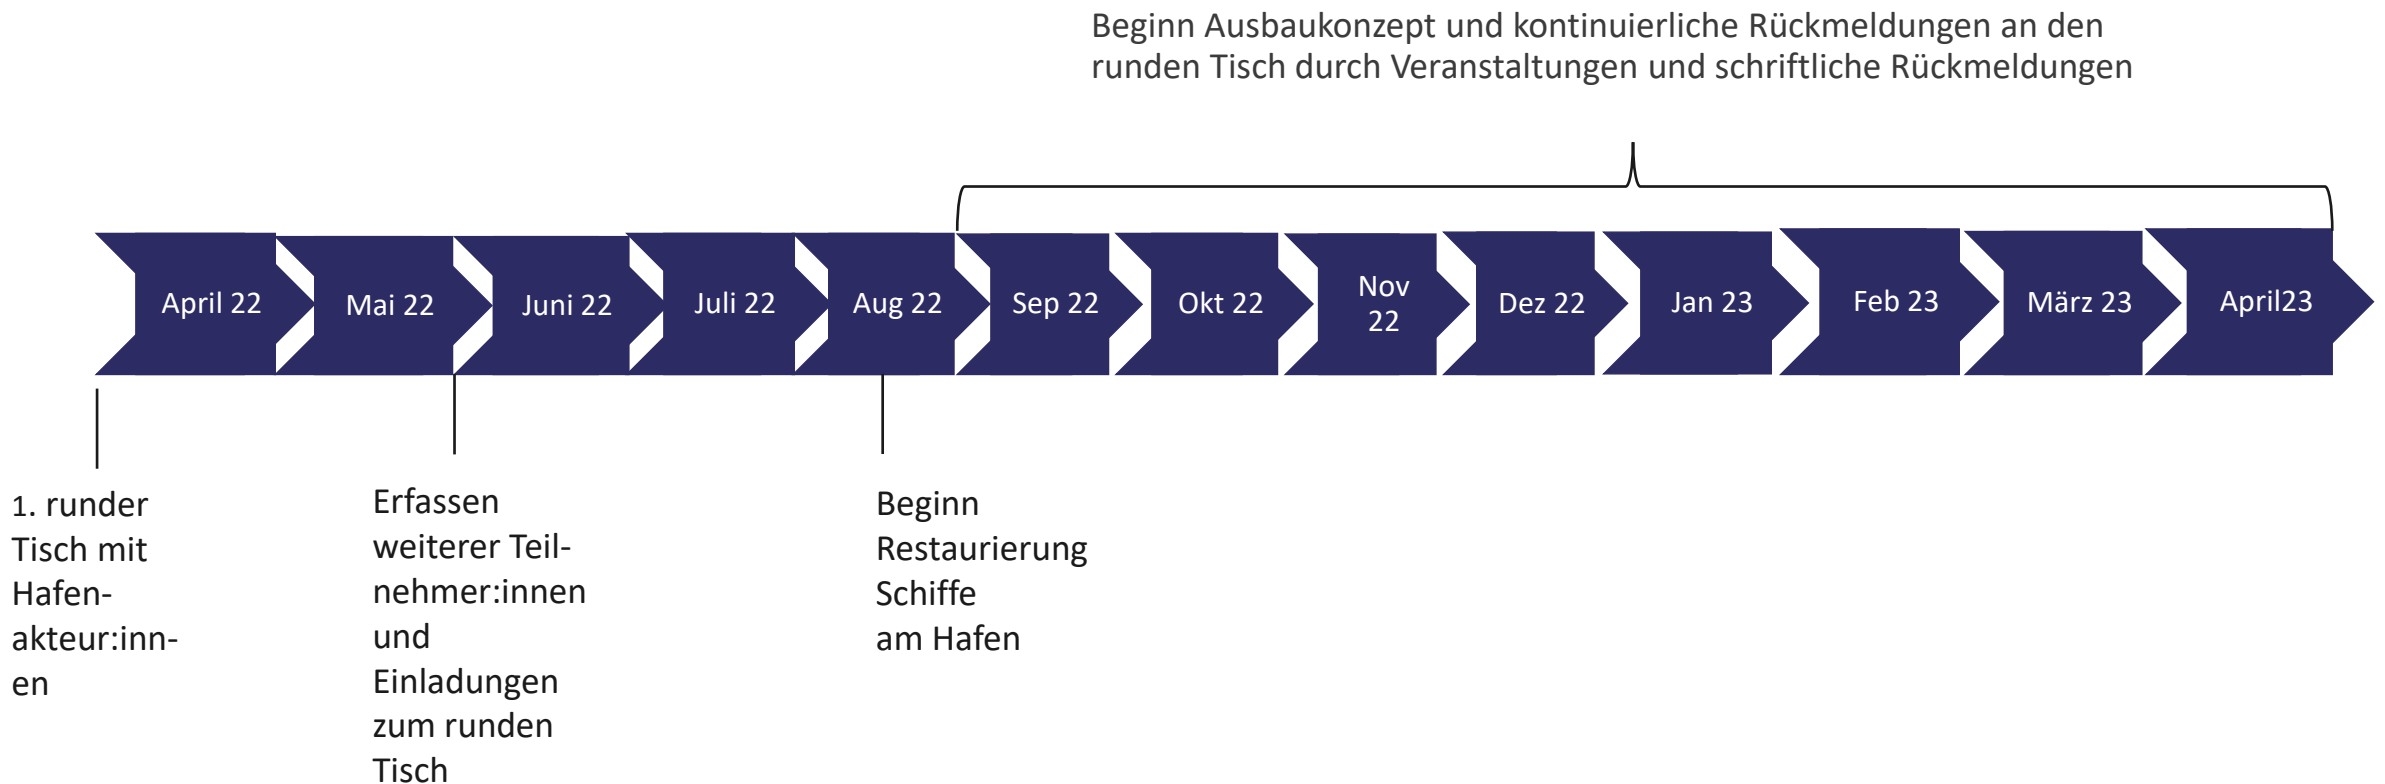 Beginn Ausbaukonzept und kontinuierliche Rückmeldungen an den
runden Tisch durch Veranstaltungen und schriftliche Rückmeldungen
April 22
Mai 22
Juni 22
Juli 22
Aug 22
Sep 22
Okt 22
Nov
22
Dez 22
Jan 23
Feb 23
März 23
April23
1. runder
Tisch mit
Hafen-
akteur:inn-
en
Erfassen
weiterer Teil-
nehmer:innen
und
Einladungen
zum runden
Tisch
Beginn
Restaurierung
Schiffe
am Hafen